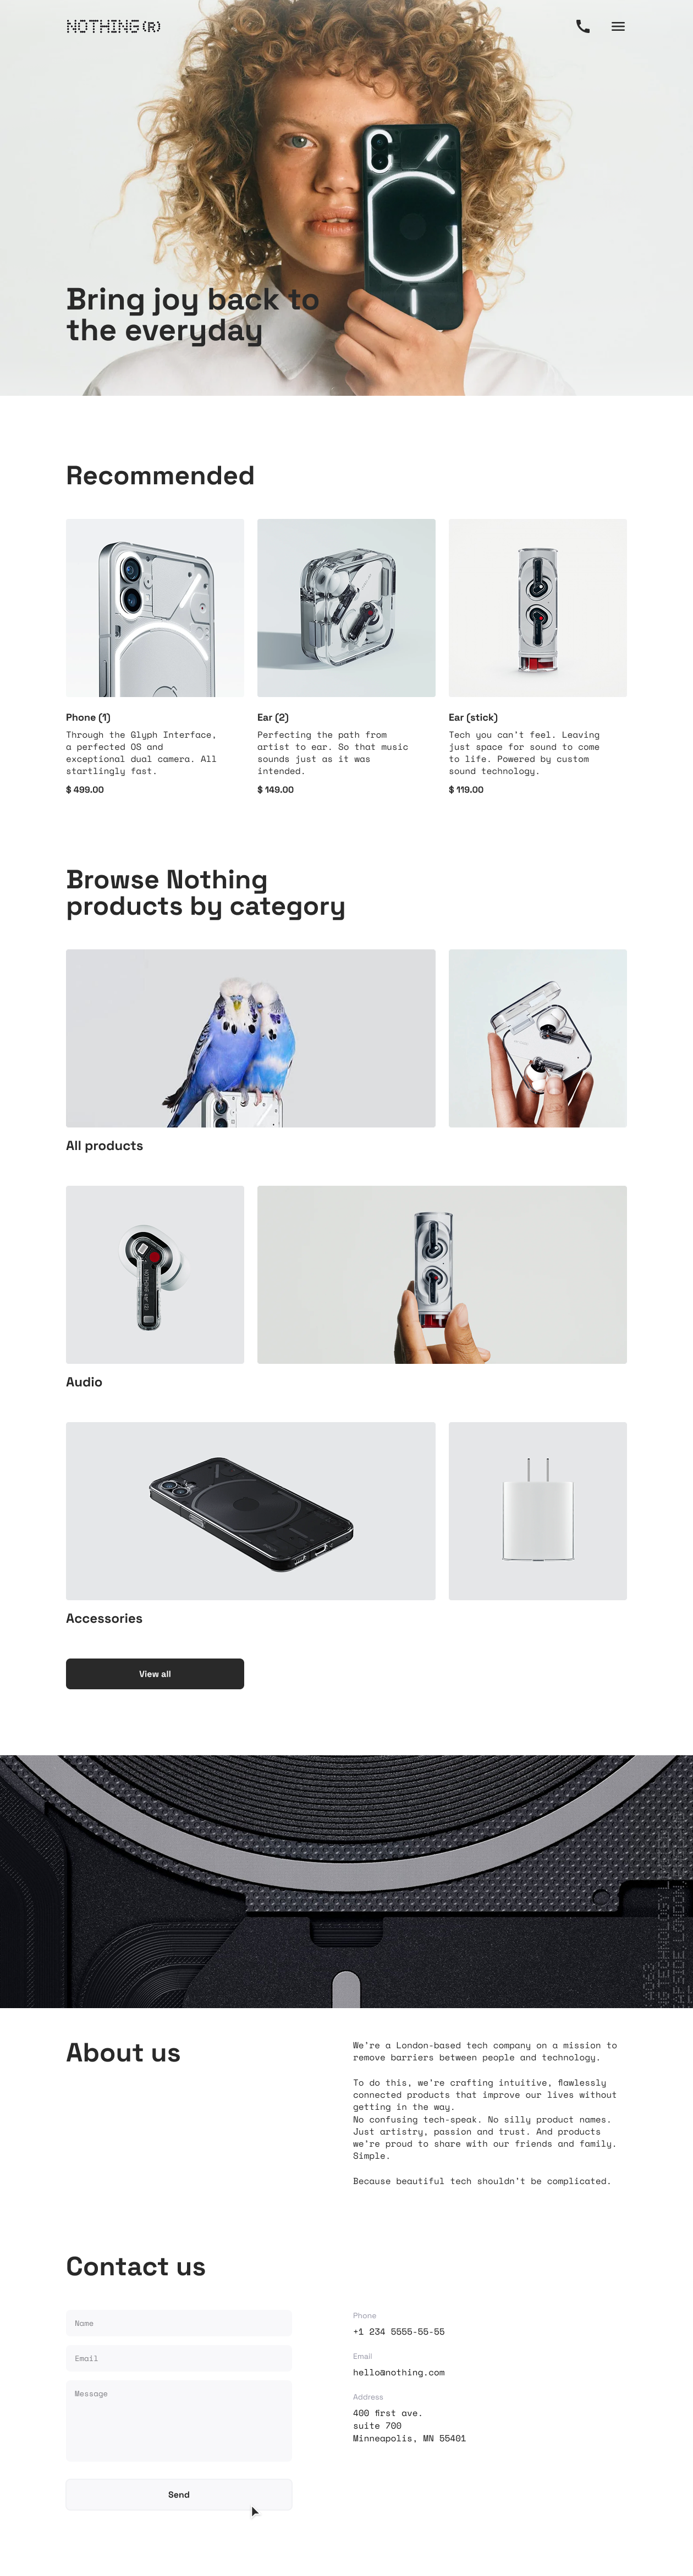 NOTHING (R)
Bring joy back to
the everyday
Recommended
Phone (1)
Through the Glyph Interface,
a perfected OS and
exceptional dual camera. All
startlingly fast.
$ 499.00
Ear (2)
Perfecting the path from
artist to ear. So that music
sounds just as it was
intended.
$ 149.00
Ear (stick)
Tech you can't feel. Leaving
just space for sound to come
to life. Powered by custom
sound technology.
$ 119.00
Browse Nothing
products by category
All products
Audio
Accessories
View all
About us
We're a London-based tech company on a mission to
remove barriers between people and technology.
To do this, we're crafting intuitive, flawlessly
connected products that improve our lives without
getting in the way.
No confusing tech-speak. No silly product names.
Just artistry, passion and trust. And products
we're proud to share with our friends and family.
Simple.
Because beautiful tech shouldn't be complicated.
Contact us
Name
Email
Message
Send
Phone
+1 234 5555-55-55
Email
hello@nothing.com
Address
400 first ave.
suite 700
Minneapolis, MN 55401